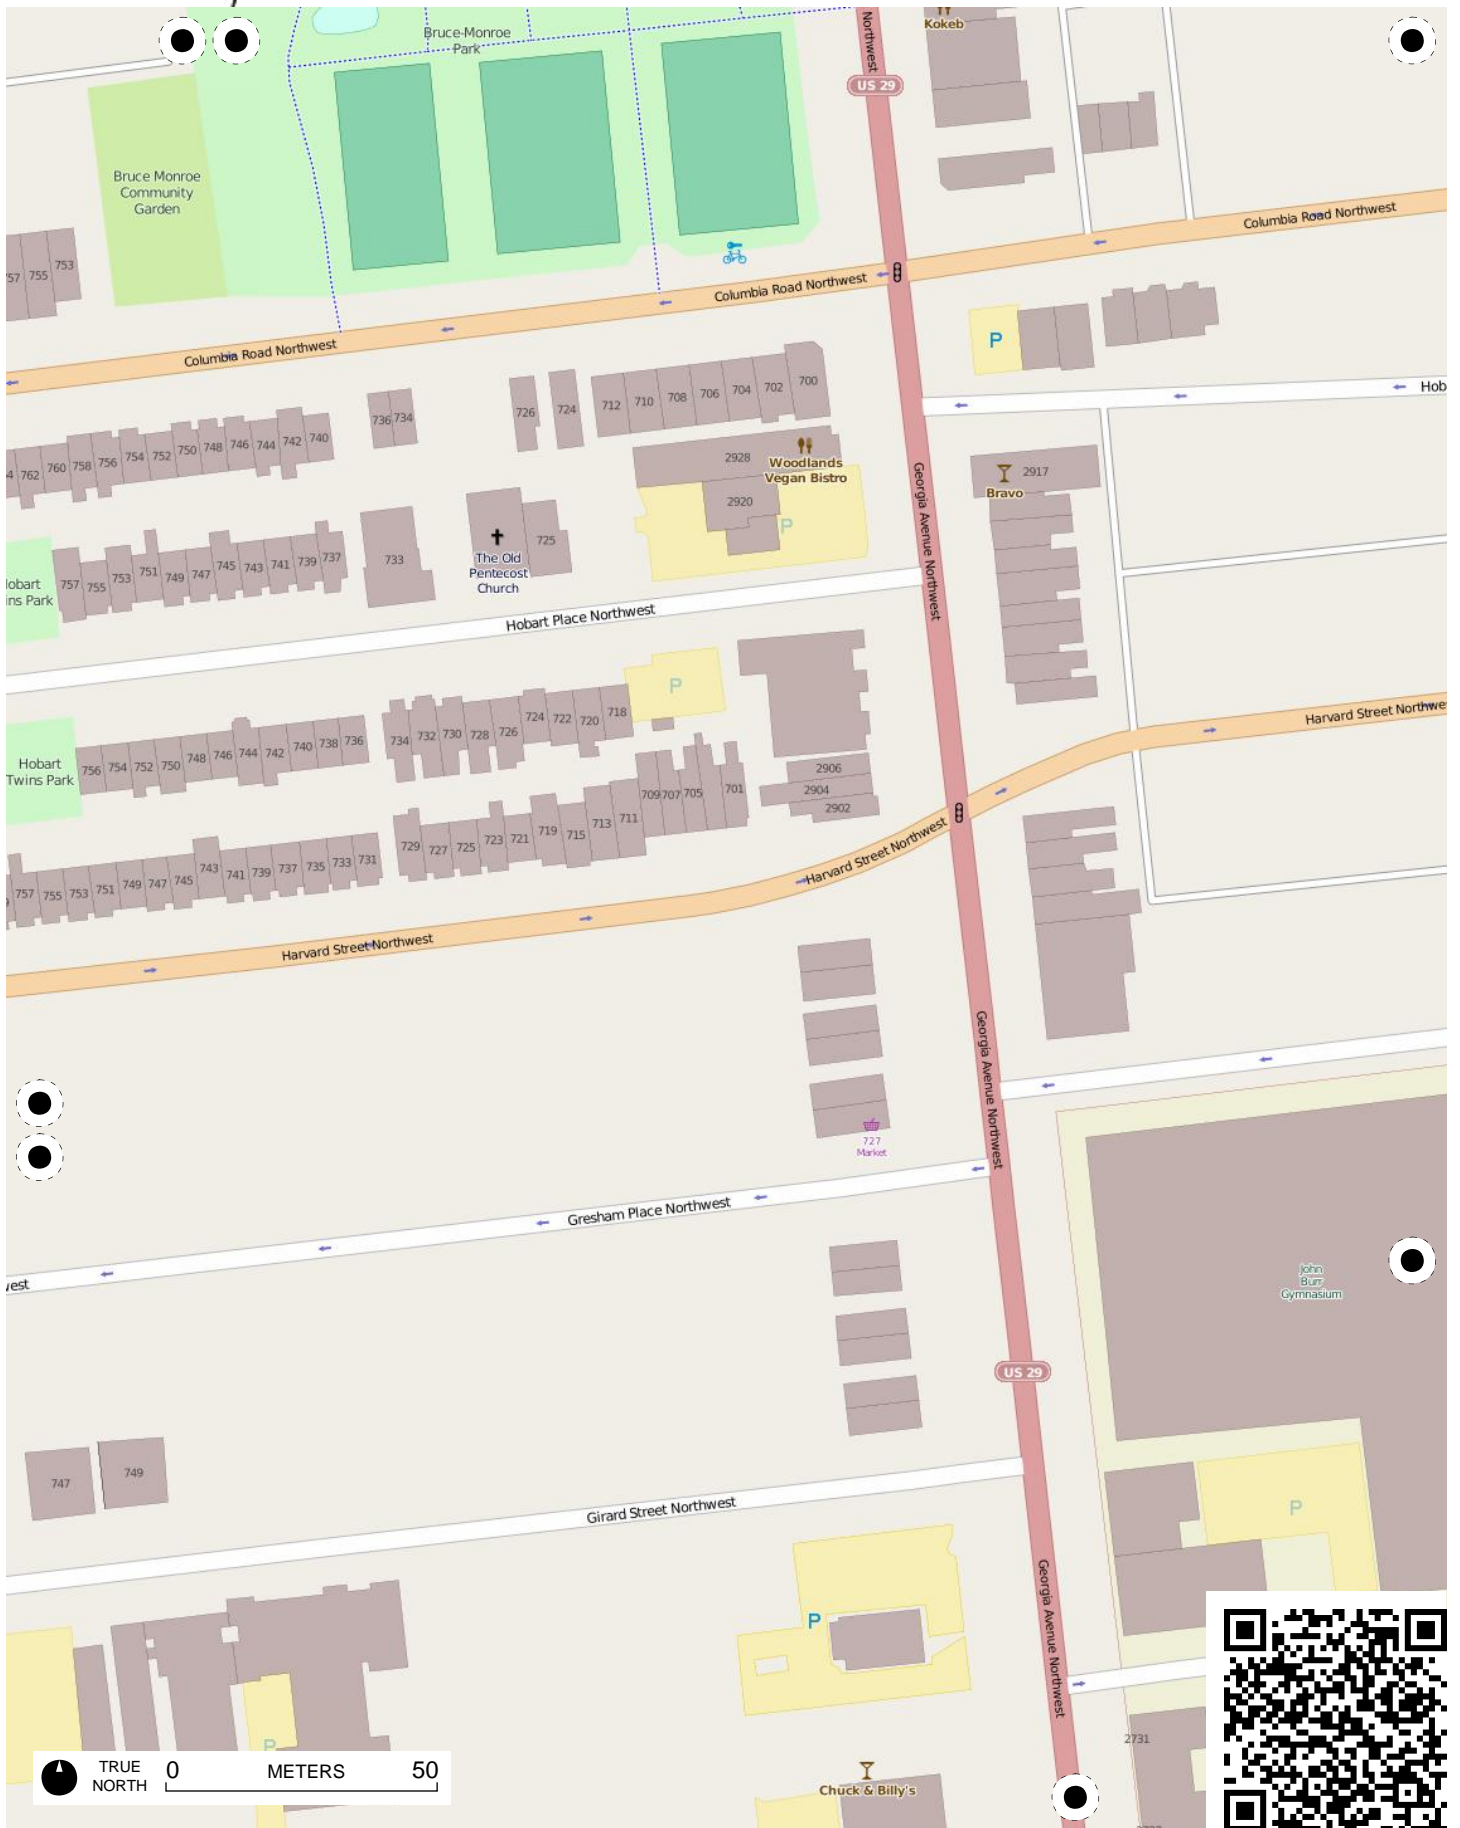 Kokeb
Bruce-Monroe
Park
Northwest
US 29
Bruce Monroe
Community
Garden
Columbia Road Northwest
757
755
753
Columbia Road Northwest
P
Columbia Road Northwest
Hob
736
734
726
724
712
710
708
706
704
702
700
762
760
758
756
754
752
750
748
746
744
742
740
2928
Woodlands
Vegan Bistro
2920
P
Georgia Avenue Northwest
2917
Bravo
757
755
753
751
749
747
745
743
741
739
737
733
The Old
Pentecost
Church
725
Hobart
ins Park
Hobart Place Northwest
P
Hobart
Twins Park
756
754
752
750
748
746
744
742
740
738
736
734
732
730
728
726
724
722
720
718
Harvard Street Northwe
2906
2904
2902
757
755
753
751
749
747
745
743
741
739
737
735
733
731
729
727
725
723
721
719
715
713
711
709
707
705
701
Harvard Street Northwest
Harvard Street Northwest
Georgia Avenue Northwest
727
Market
Gresham Place Northwest
west
John
Burr
Gymnasium
US 29
747
749
P
Girard Street Northwest
Georgia Avenue Northwest
P
P
2731
TRUE
NORTH
0 METERS 50
Chuck & Billy's